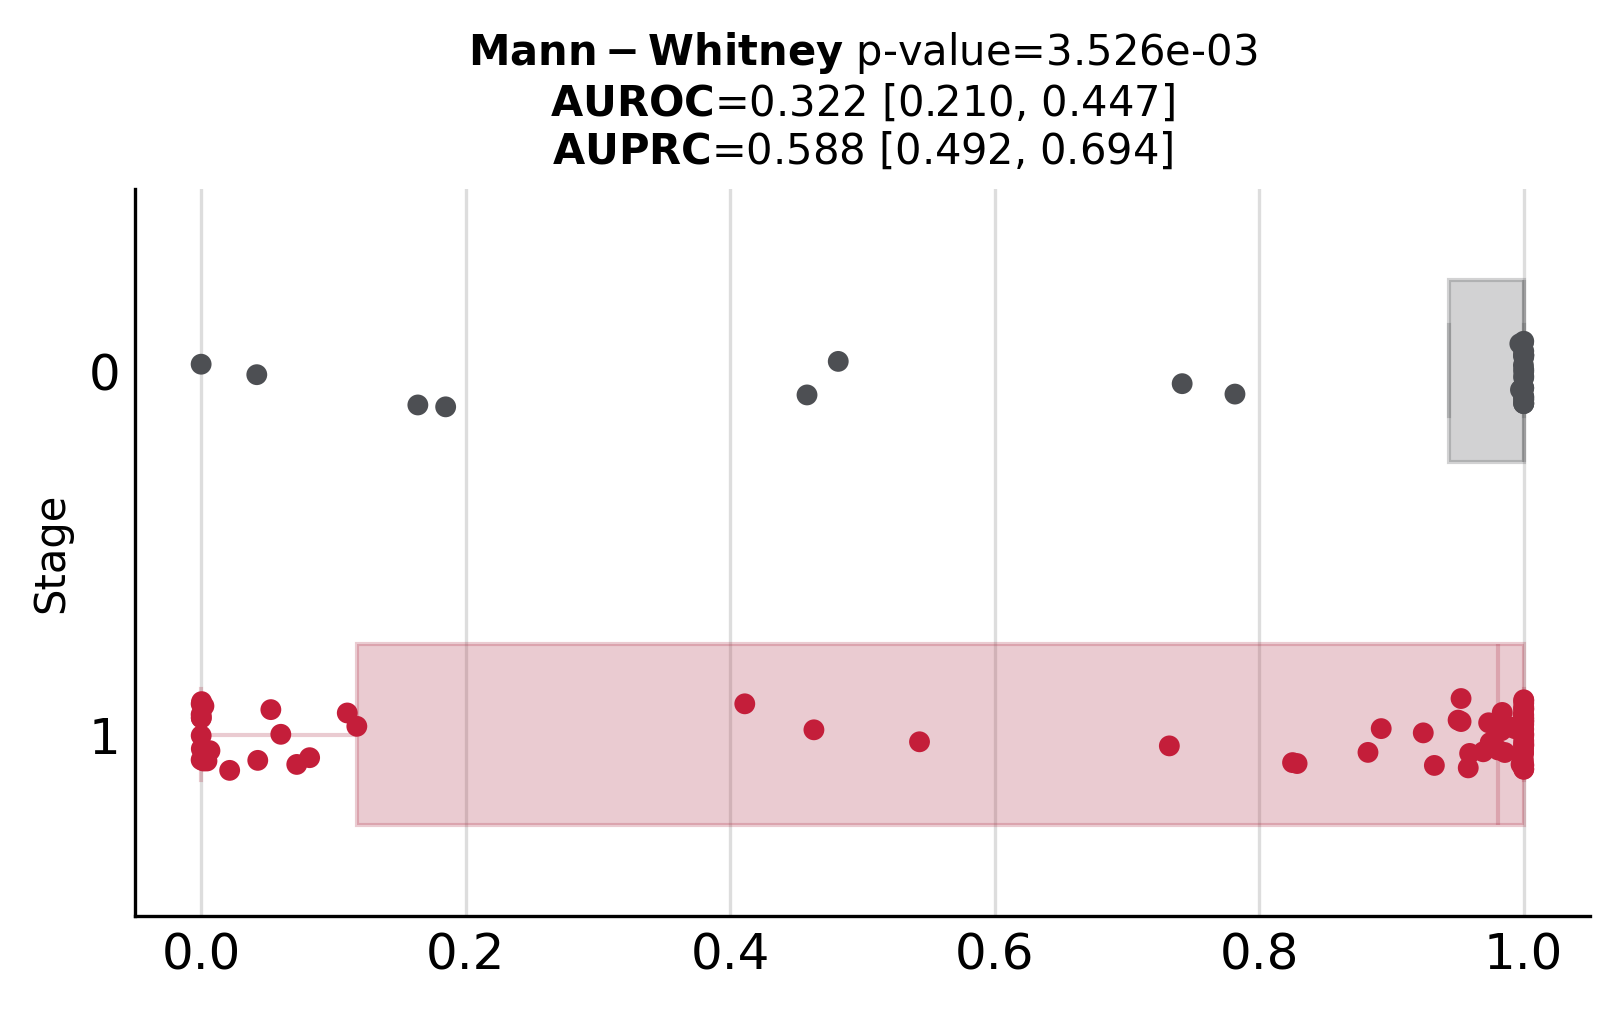 Mann – Whitney p-value=3.526e-03
AUROC=0.322 [0.210, 0.447]
AUPRC=0.588 [0.492, 0.694]
0
Stage
1
0.0 0.2 0.4 0.6 0.8 1.0